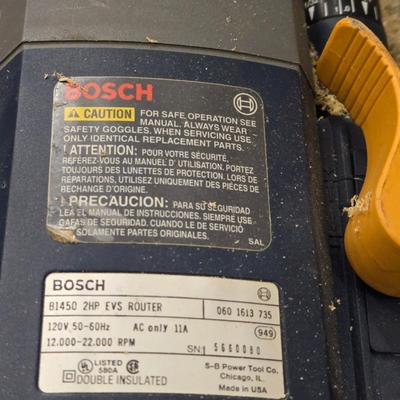 BOSCH
CAUTION FOR SAFE OPERATION SEE
MANUAL. ALWAYS WEAR
SAFETY GOGGLES. WHEN SERVICING USE
ONLY IDENTICAL REPLACEMENT PARTS.
! ATTENTION: POUR VOTRE SÉCURITÉ,
RÉFÉREZ-VOUS AU MANUEL D' UTILISATION. PORTEZ
TOUJOURS DES LUNETTES DE PROTECTION. LORS DE
RÉPARATIONS, UTILISEZ UNIQUEMENT DES PIÈCES DE
RECHANGE D'ORIGINE.
! PRECAUCION: PARA SU SEGURIDAD
LEA EL MANUAL DE INSTRUCCIONES. SIEMPRE USE
GAFAS DE SEGURIDAD. CUANDO LE DE SERVICIO
SOLAMENTE USE PARTES ORIGINALES.
SAL
BOSCH
B1450 2HP EVS ROUTER 060 1613 735
120V, 50-60Hz AC only 11A 949
12.000-22.000 RPM SN 5660080
UL LISTED 580A
DOUBLE INSULATED
S-B Power Tool Co.
Chicago, IL.
Made in USA